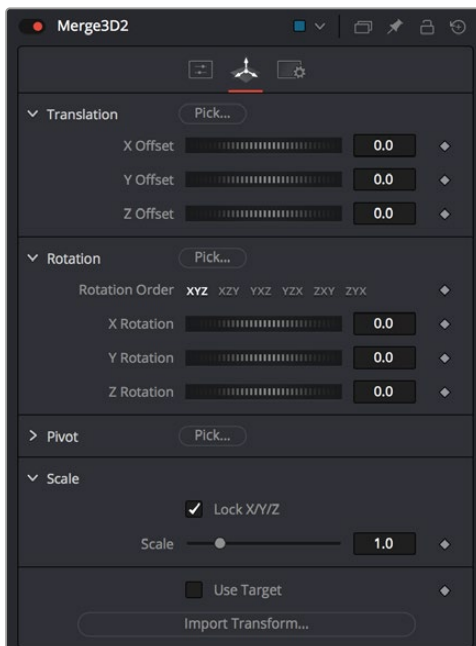 Merge3D2
Translation Pick...
X Offset 0.0
Y Offset 0.0
Z Offset 0.0
Rotation Pick...
Rotation Order XYZ XZY YXZ YZX ZXY ZYX
X Rotation 0.0
Y Rotation 0.0
Z Rotation 0.0
Pivot Pick...
Scale
Lock X/Y/Z
Scale 1.0
Use Target
Import Transform...